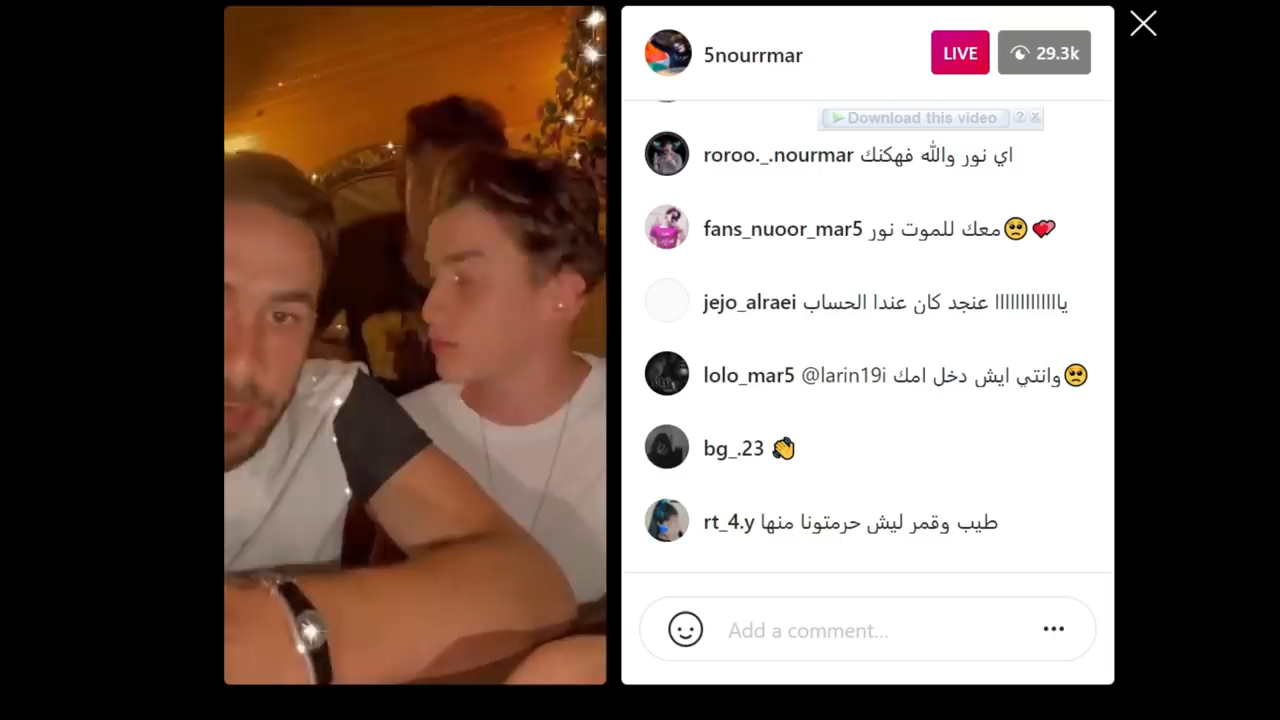 5nourrmar
LIVE
29.3k
Download this video ? x
roroo._.nourmar اي نور والله فهكنك
fans_nuoor_mar5 معك للموت نور🥺💕
jejo_alraei ياااااااااااااا عنجد كان عندا الحساب
lolo_mar5 @larin19i وانتي ايش دخل امك🥺
bg_.23 👏
rt_4.y طيب وقمر ليش حرمتونا منها
Add a comment...